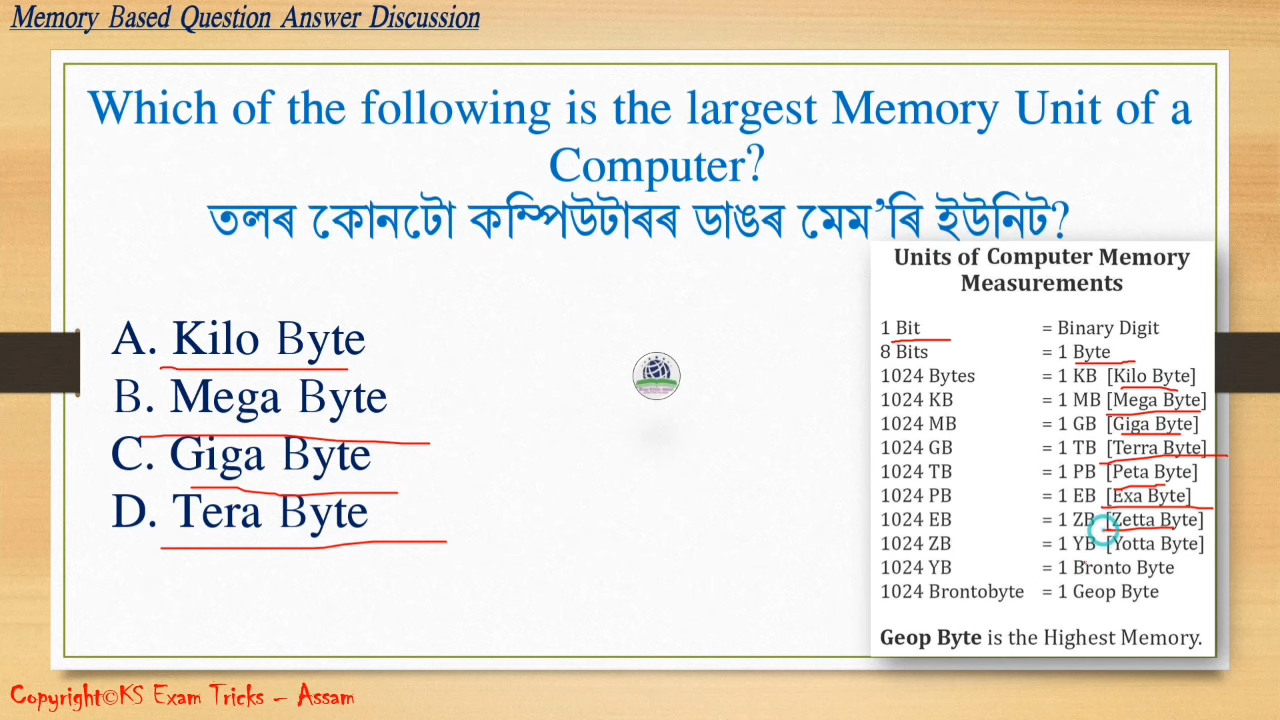 Memory Based Question Answer Discussion
Which of the following is the largest Memory Unit of a
Computer?
তলৰ কোনটো কম্পিউটাৰৰ ডাঙৰ মেম’ৰি ইউনিট?
A. Kilo Byte
B. Mega Byte
C. Giga Byte
D. Tera Byte
Units of Computer Memory
Measurements
1 Bit = Binary Digit
8 Bits = 1 Byte
1024 Bytes = 1 KB [Kilo Byte]
1024 KB = 1 MB [Mega Byte]
1024 MB = 1 GB [Giga Byte]
1024 GB = 1 TB [Terra Byte]
1024 TB = 1 PB [Peta Byte]
1024 PB = 1 EB [Exa Byte]
1024 EB = 1 ZB [Zetta Byte]
1024 ZB = 1 YB [Yotta Byte]
1024 YB = 1 Bronto Byte
1024 Brontobyte = 1 Geop Byte
Geop Byte is the Highest Memory.
Copyright©KS Exam Tricks – Assam